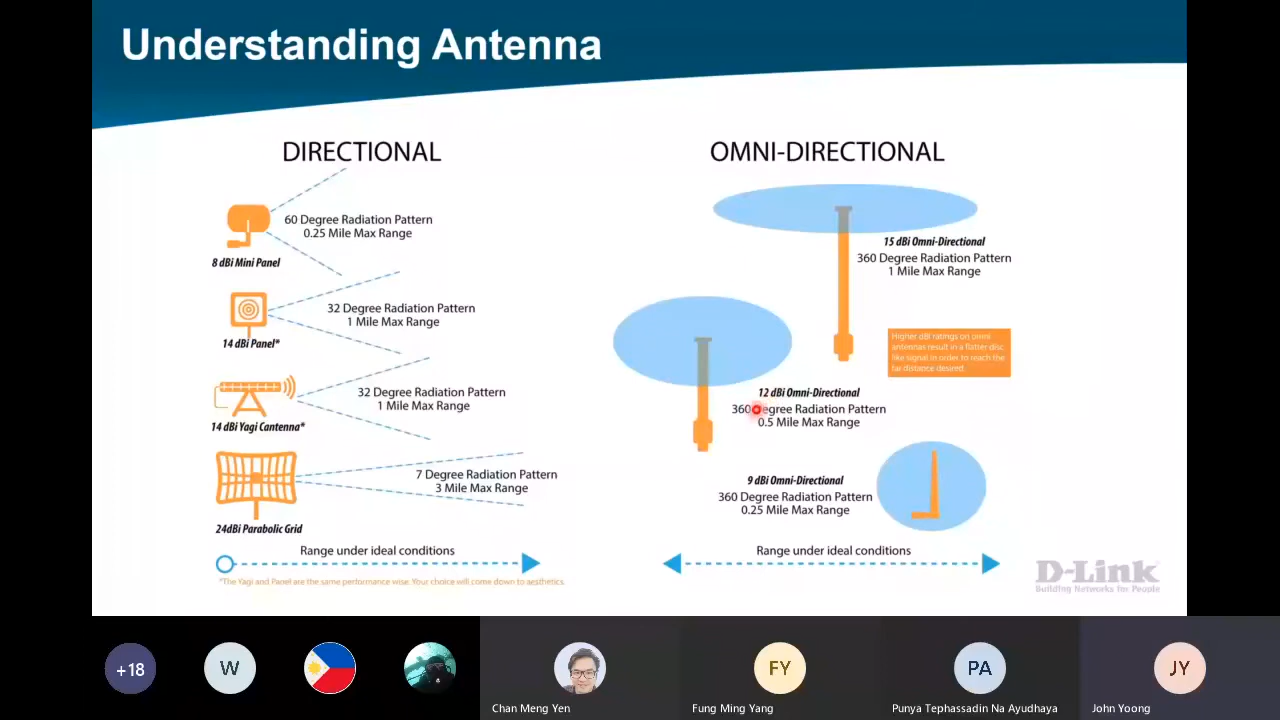 Understanding Antenna
DIRECTIONAL
60 Degree Radiation Pattern
0.25 Mile Max Range
8 dBi Mini Panel
32 Degree Radiation Pattern
1 Mile Max Range
14 dBi Panel*
32 Degree Radiation Pattern
1 Mile Max Range
14 dBi Yagi Cantenna*
7 Degree Radiation Pattern
3 Mile Max Range
24dBi Parabolic Grid
Range under ideal conditions
*The Yagi and Panel are the same performance wise. Your choice will come down to aesthetics.
OMNI-DIRECTIONAL
15 dBi Omni-Directional
360 Degree Radiation Pattern
1 Mile Max Range
Higher dBi ratings on omni
antennas result in a flatter disc
like signal in order to reach the
far distance desired.
12 dBi Omni-Directional
360 Degree Radiation Pattern
0.5 Mile Max Range
9 dBi Omni-Directional
360 Degree Radiation Pattern
0.25 Mile Max Range
Range under ideal conditions
D-Link
Building Networks for People
+18
W
FY
PA
JY
Chan Meng Yen
Fung Ming Yang
Punya Tephassadin Na Ayudhaya
John Yoong